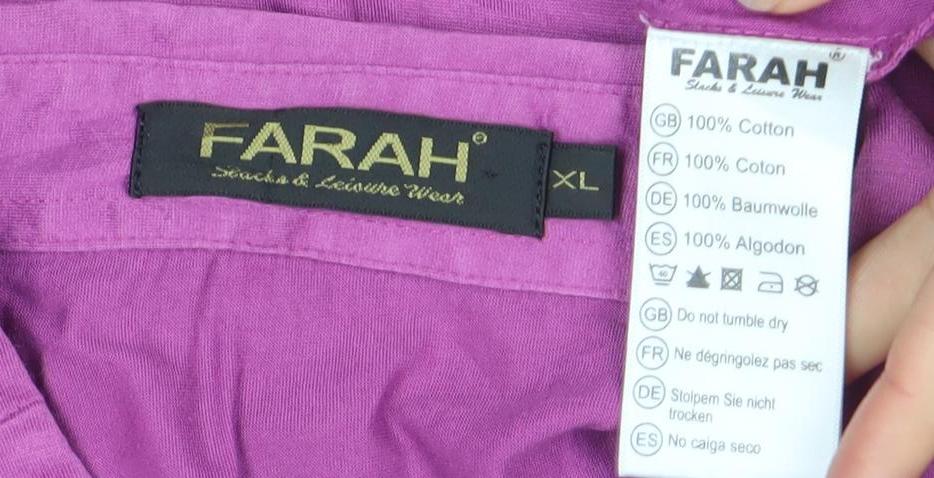 FARAH®
Slacks & Leisure Wear
XL
FARAH®
Slacks & Leisure Wear
GB 100% Cotton
FR 100% Coton
DE 100% Baumwolle
ES 100% Algodon
40
GB Do not tumble dry
FR Ne dégringolez pas sec
DE Stolpern Sie nicht
trocken
ES No caiga seco